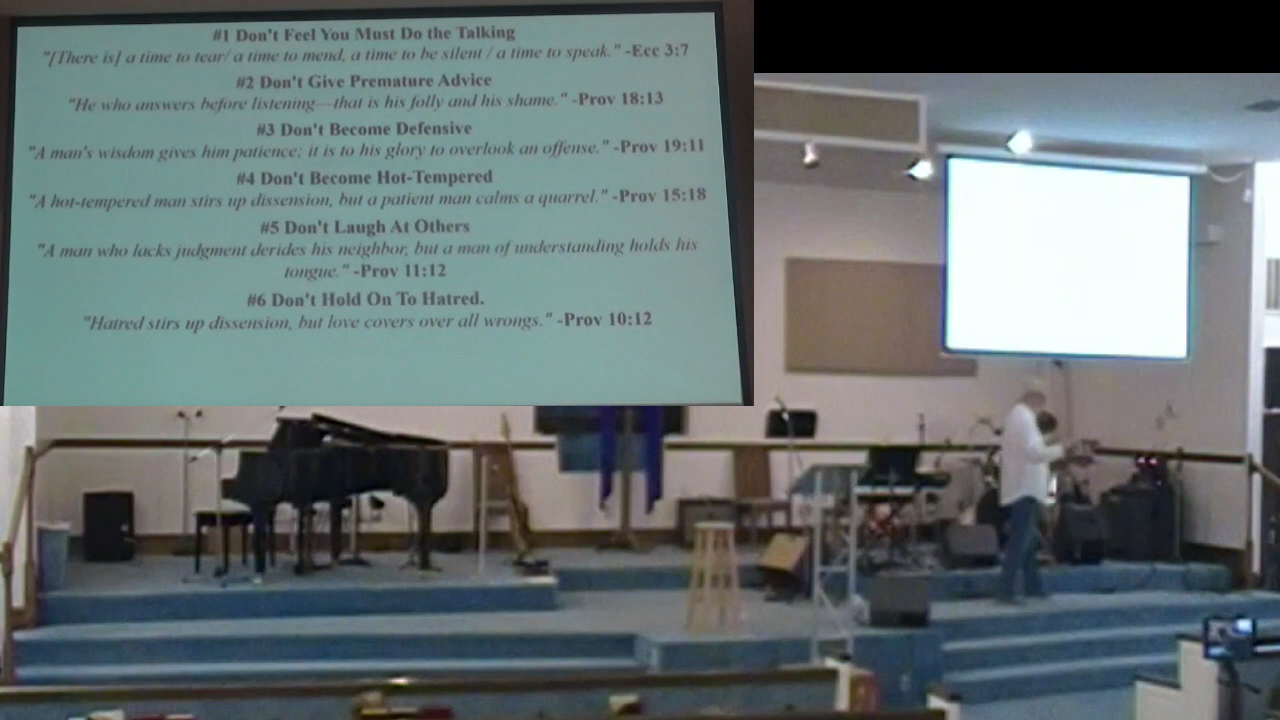 #1 Don't Feel You Must Do the Talking
"[There is] a time to tear/ a time to mend, a time to be silent / a time to speak." -Ecc 3:7
#2 Don't Give Premature Advice
"He who answers before listening—that is his folly and his shame." -Prov 18:13
#3 Don't Become Defensive
"A man's wisdom gives him patience; it is to his glory to overlook an offense." -Prov 19:11
#4 Don't Become Hot-Tempered
"A hot-tempered man stirs up dissension, but a patient man calms a quarrel." -Prov 15:18
#5 Don't Laugh At Others
"A man who lacks judgment derides his neighbor, but a man of understanding holds his
tongue." -Prov 11:12
#6 Don't Hold On To Hatred.
"Hatred stirs up dissension, but love covers over all wrongs." -Prov 10:12